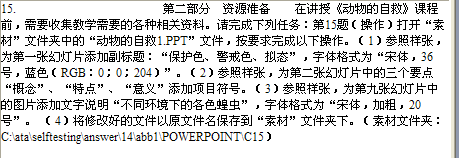 15.                    第二部分  资源准备    在讲授《动物的自救》课程
前，需要收集教学需要的各种相关资料。请完成下列任务：第15题（操作）打开“素
材”文件夹中的“动物的自救1.PPT”文件，按要求完成以下操作。（1）参照样张，
为第一张幻灯片添加副标题：“保护色、警戒色、拟态”，字体格式为“宋体，36
号，蓝色（RGB：0；0；204）”。（2）参照样张，为第二张幻灯片中的三个要点
“概念”、“特点”、“意义”添加项目符号。（3）参照样张，为第九张幻灯片中
的图片添加文字说明“不同环境下的各色蝗虫”，字体格式为“宋体，加粗，20
号”。（4）将修改好的文件以原文件名保存到“素材”文件夹下。（素材文件夹：
C:\ata\selftesting\answer\14\abb1\POWERPOINT\C15）